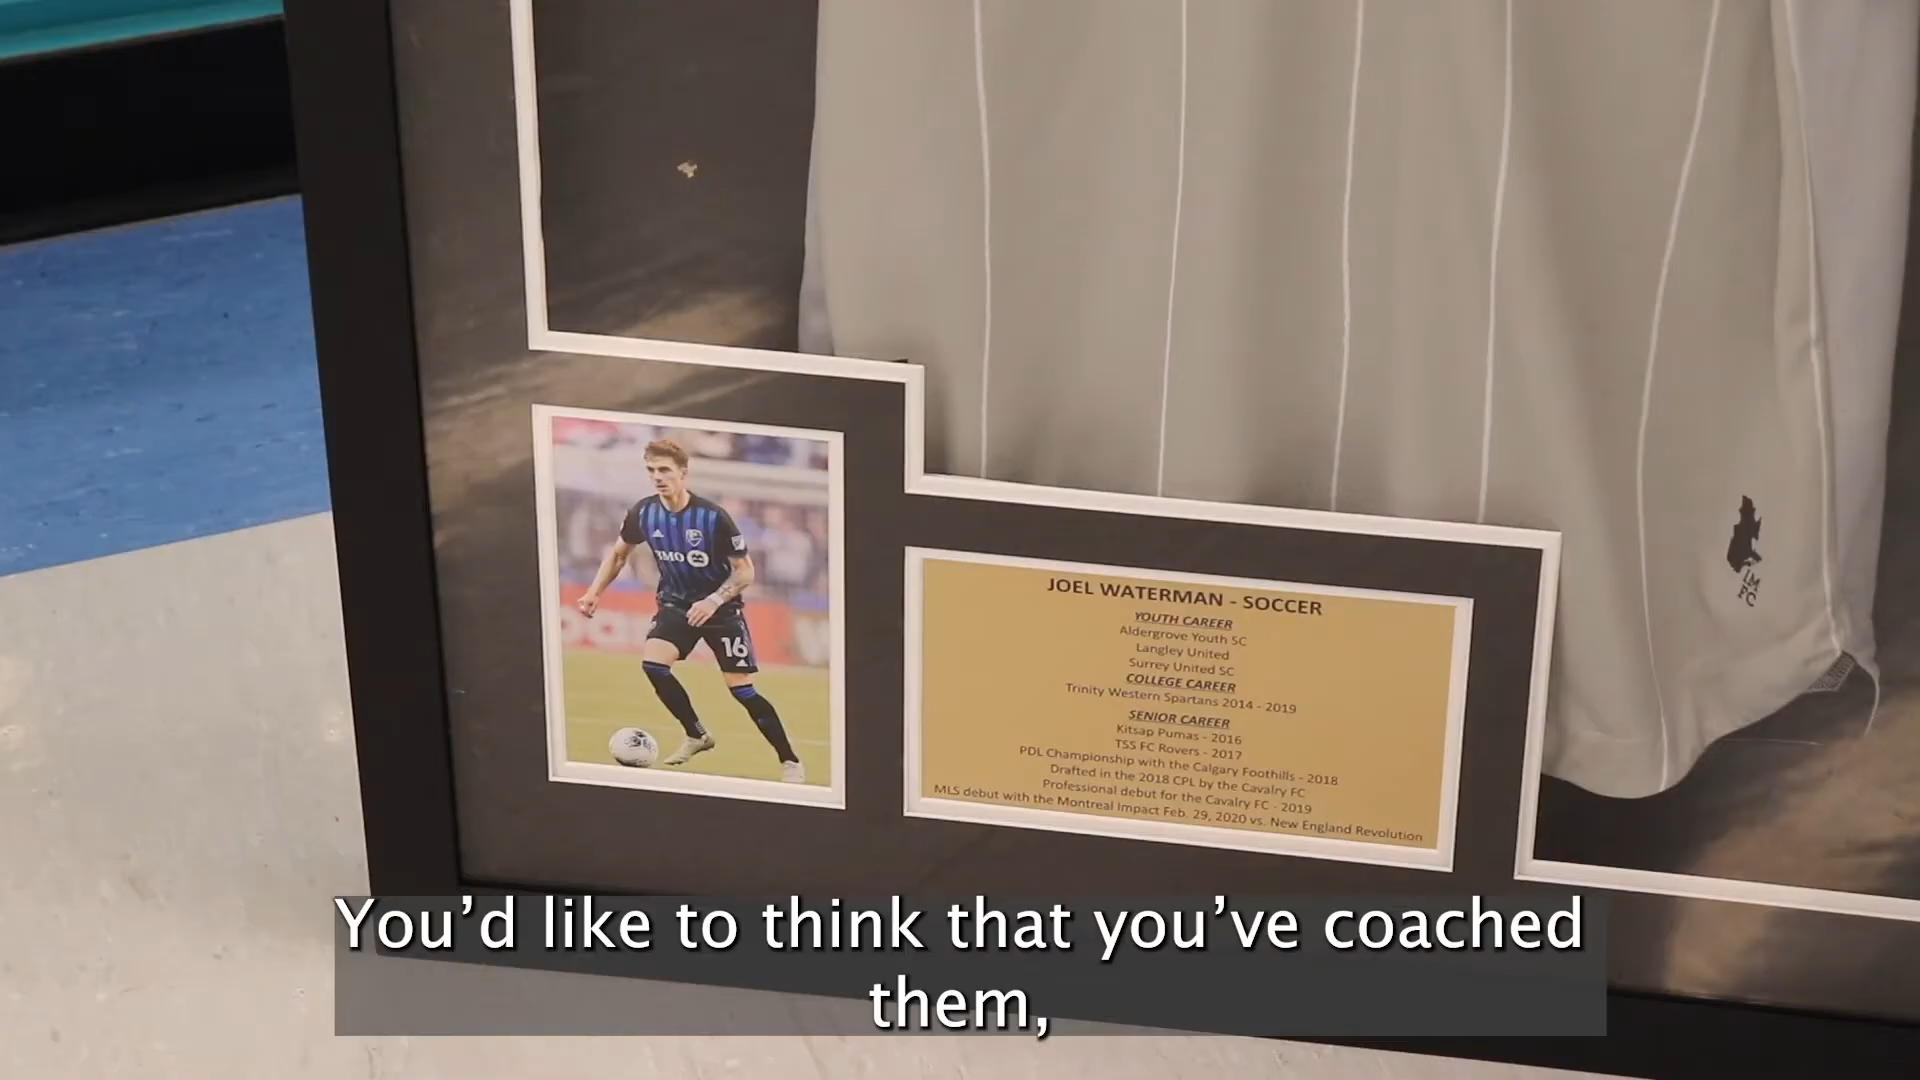 BMO
16
JOEL WATERMAN - SOCCER
YOUTH CAREER
Aldergrove Youth SC
Langley United
Surrey United SC
COLLEGE CAREER
Trinity Western Spartans 2014 - 2019
SENIOR CAREER
Kitsap Pumas - 2016
TSS FC Rovers - 2017
PDL Championship with the Calgary Foothills - 2018
Drafted in the 2018 CPL by the Cavalry FC
Professional debut for the Cavalry FC - 2019
MLS debut with the Montreal Impact Feb. 29, 2020 vs. New England Revolution
IM
FC
You’d like to think that you’ve coached
them,